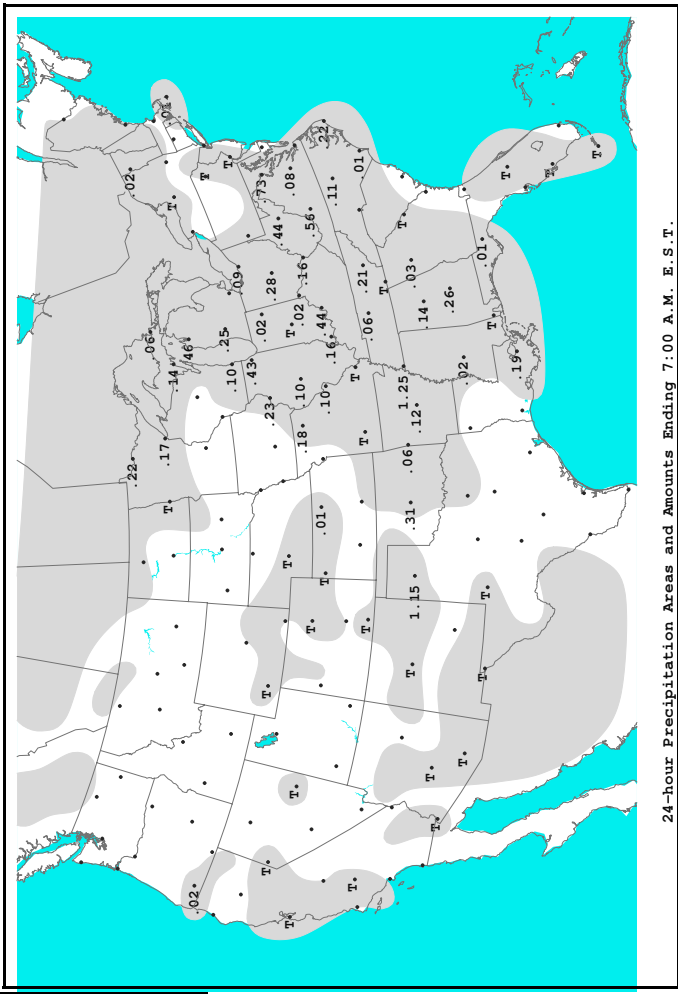 .02
.22
.06
.01
.17
T
T
.14
.46
.02
T
.25
T
.10
.09
.43
.73
.02
T
T
.23
.28
.44
T
T
.08
T
T
.02
.10
.18
.16
.56
T
.01
.44
.22
T
.10
.16
.11
T
T
.01
.21
T
T
.06
T
T
1.25
.06
T
.31
.03
1.15
.12
.14
T
T
.26
.02
T
.01
T
T
T
T
.19
T
T
24-hour Precipitation Areas and Amounts Ending 7:00 A.M. E.S.T.